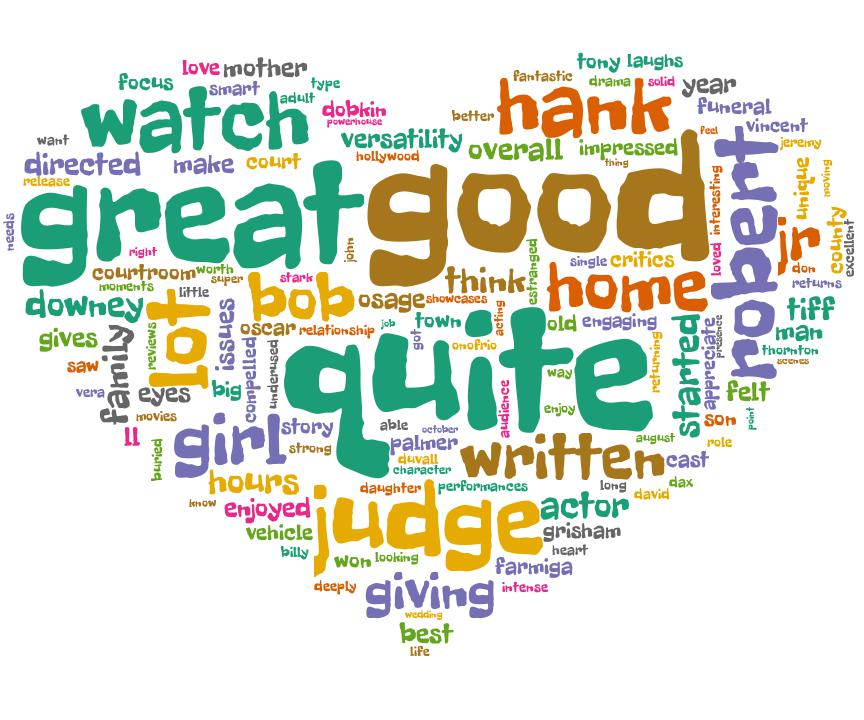 love
mother
focus
smart
type
adult
watch
dobkin
powerhouse
tony
laughs
fantastic
drama
solid
year
better
hank
funeral
vincent
feel
want
versatility
overall
impressed
thing
jeremy
directed
make
court
hollywood
release
great
good
robert
unique
moving
needs
right
john
interesting
jr
county
excellent
courtroom
worth
super
moments
little
stark
think
estranged
single
critics
loved
don
returns
downey
lot
bob
osage
showcases
home
tiff
oscar
relationship
job
town
got
acting
old
engaging
man
gives
reviews
issues
onofrio
quite
started
appreciate
presence
thornton
scenes
saw
family
compelled
underused
way
returning
vera
eyes
big
audience
enjoy
felt
movies
son
point
ll
girl
story
able
october
august
role
buried
strong
palmer
written
cast
duvall
character
hours
daughter
performances
long
dax
know
david
enjoyed
judge
actor
vehicle
grisham
billy
won
looking
heart
farmiga
deeply
giving
intense
wedding
best
life